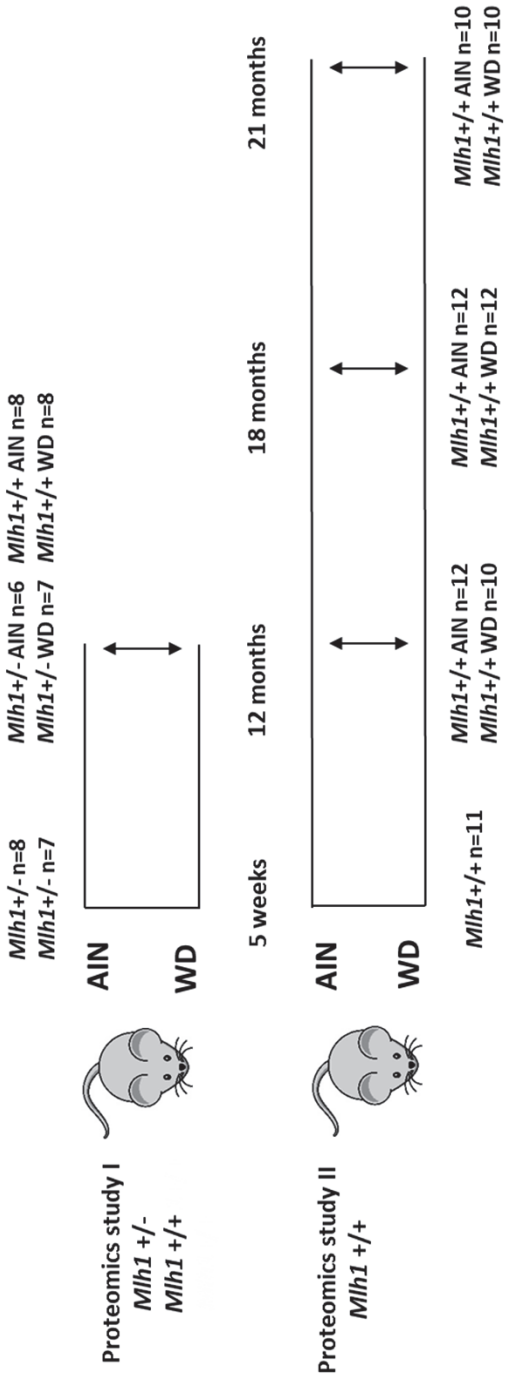 Mlh1+/- n=8
Mlh1+/- n=7
Mlh1+/- AIN n=6
Mlh1+/- WD n=7
Mlh1+/+ AIN n=8
Mlh1+/+ WD n=8
Proteomics study I
Mlh1 +/-
Mlh1 +/+
AIN
WD
5 weeks
12 months
18 months
21 months
Proteomics study II
Mlh1 +/+
AIN
WD
Mlh1+/+ n=11
Mlh1+/+ AIN n=12
Mlh1+/+ WD n=10
Mlh1+/+ AIN n=12
Mlh1+/+ WD n=12
Mlh1+/+ AIN n=10
Mlh1+/+ WD n=10